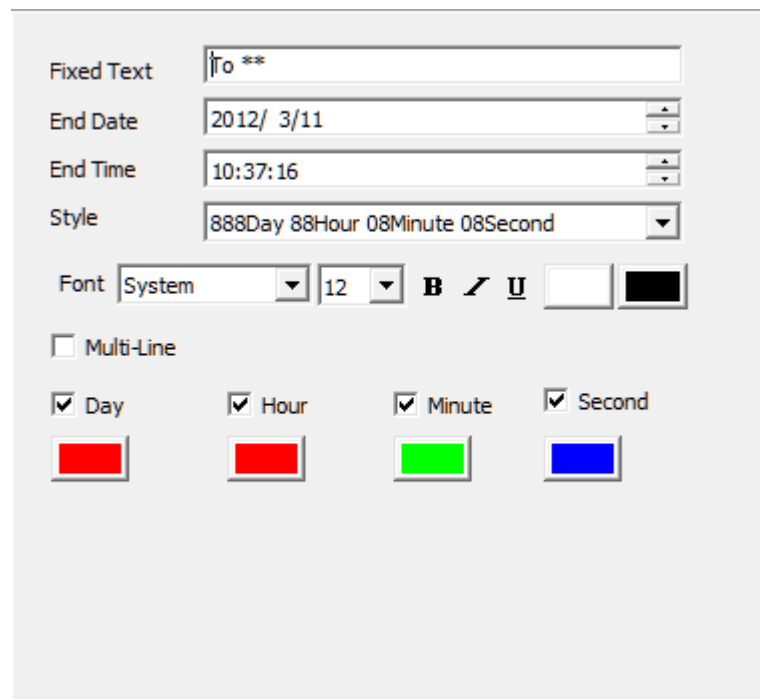 Fixed Text To **
End Date 2012/ 3/11
End Time 10:37:16
Style 888Day 88Hour 08Minute 08Second
Font System 12 B I U
Multi-Line
Day Hour Minute Second